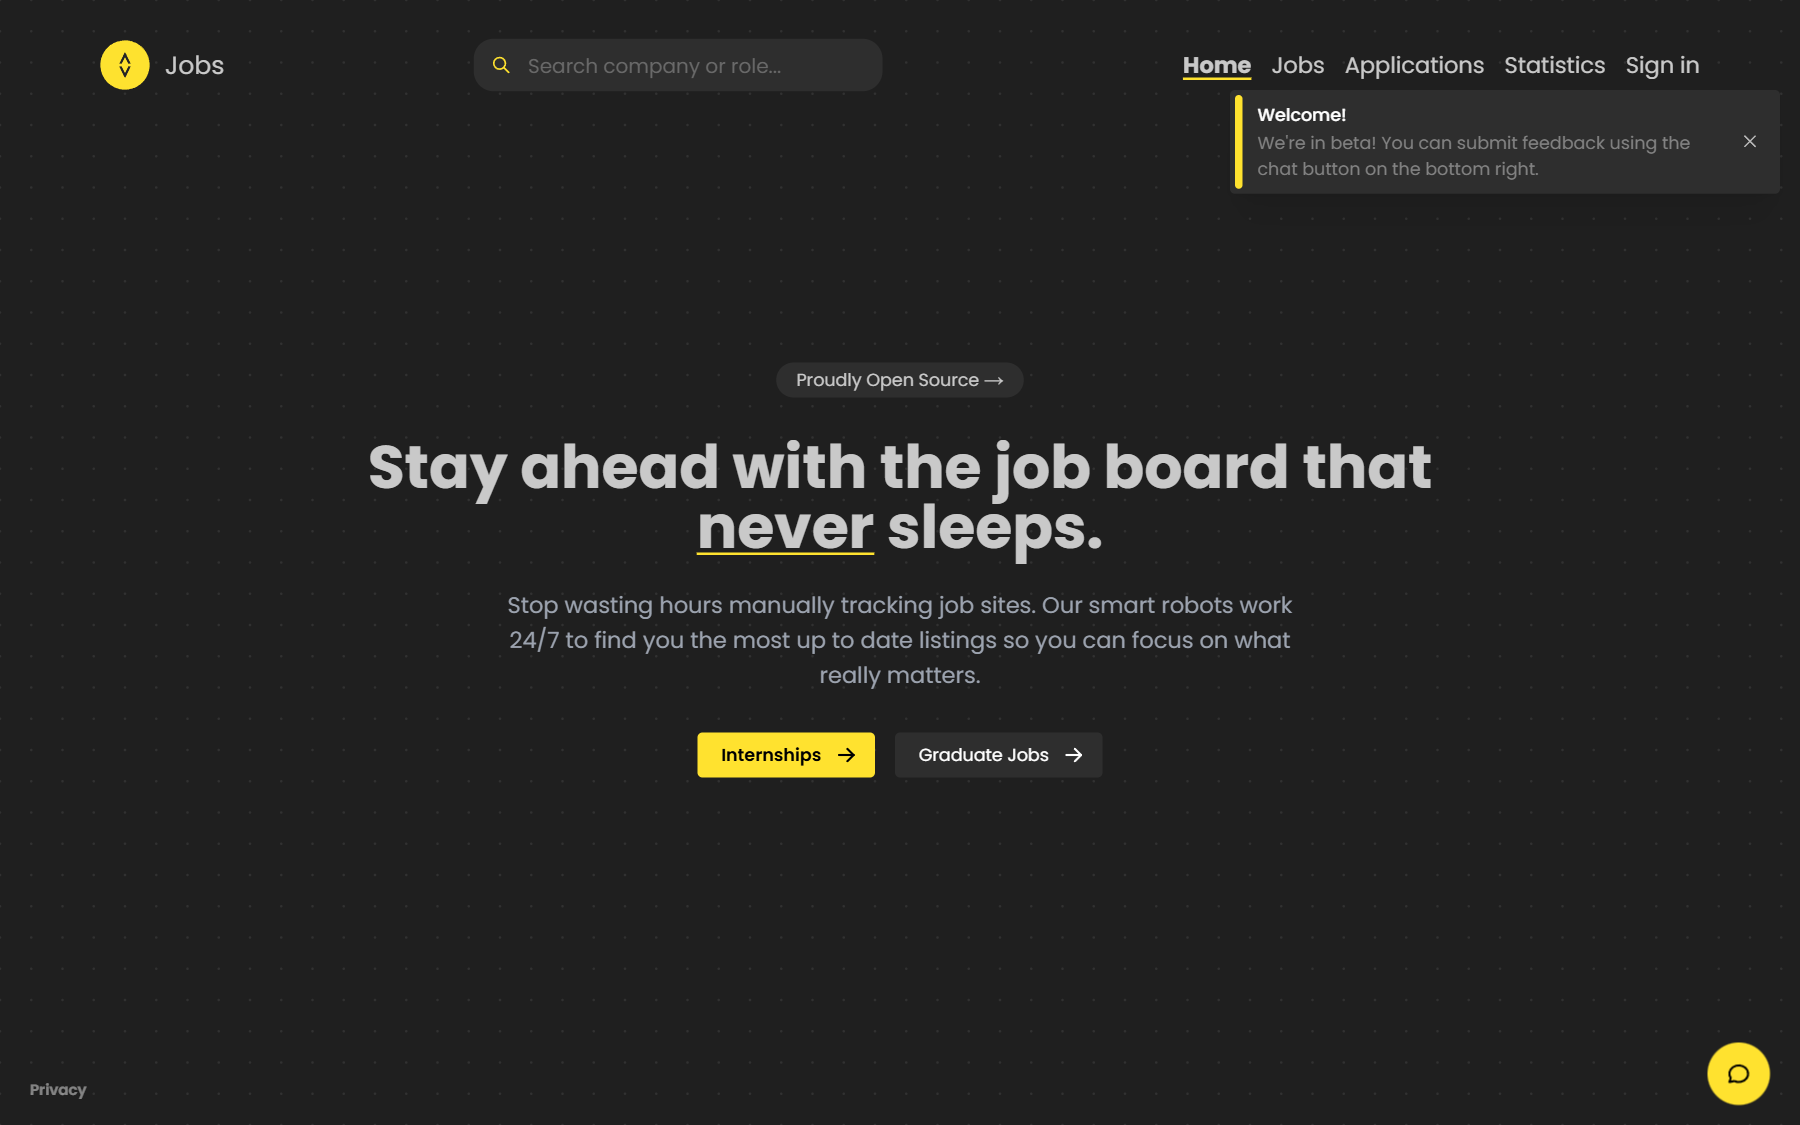 Jobs
Search company or role...
Home Jobs Applications Statistics Sign in
Welcome!
We're in beta! You can submit feedback using the
chat button on the bottom right.
Proudly Open Source →
Stay ahead with the job board that
never sleeps.
Stop wasting hours manually tracking job sites. Our smart robots work
24/7 to find you the most up to date listings so you can focus on what
really matters.
Internships →
Graduate Jobs →
Privacy